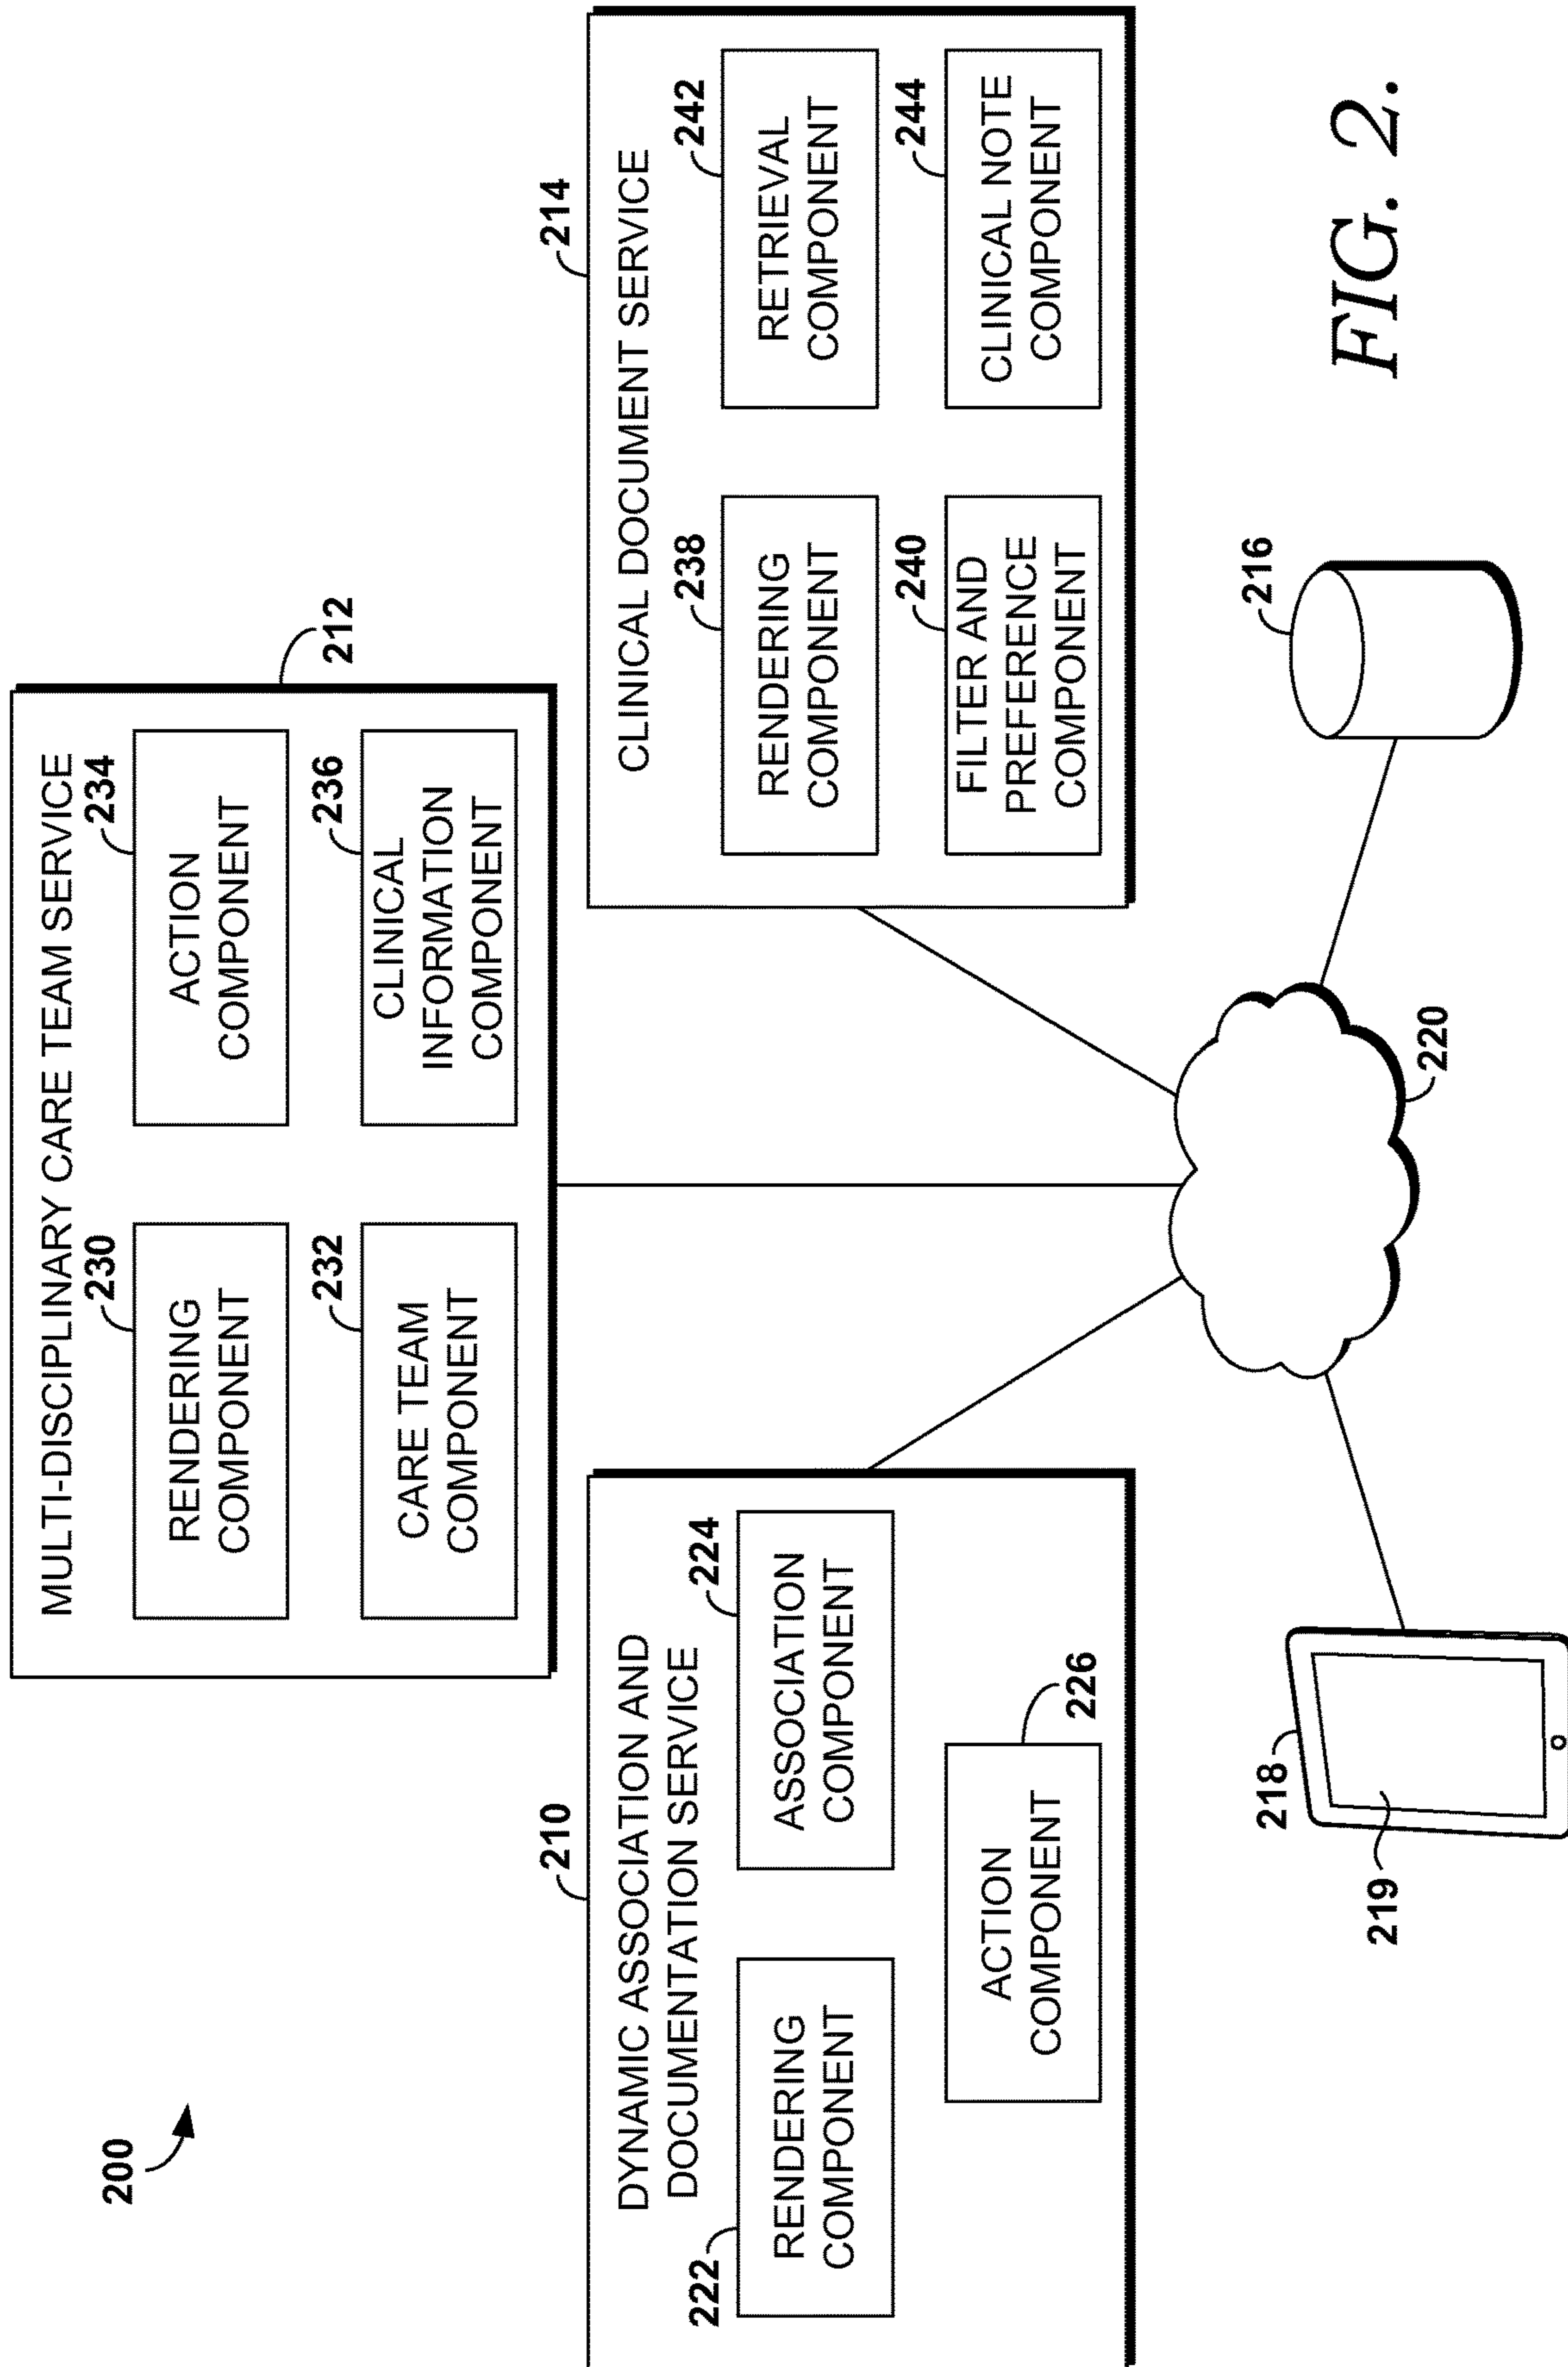 200
MULTI-DISCIPLINARY CARE TEAM SERVICE
212
230
RENDERING
COMPONENT
234
ACTION
COMPONENT
232
CARE TEAM
COMPONENT
236
CLINICAL
INFORMATION
COMPONENT
210
DYNAMIC ASSOCIATION AND
DOCUMENTATION SERVICE
222
RENDERING
COMPONENT
224
ASSOCIATION
COMPONENT
226
ACTION
COMPONENT
214
CLINICAL DOCUMENT SERVICE
238
RENDERING
COMPONENT
242
RETRIEVAL
COMPONENT
240
FILTER AND
PREFERENCE
COMPONENT
244
CLINICAL NOTE
COMPONENT
218
219
220
216
FIG. 2.